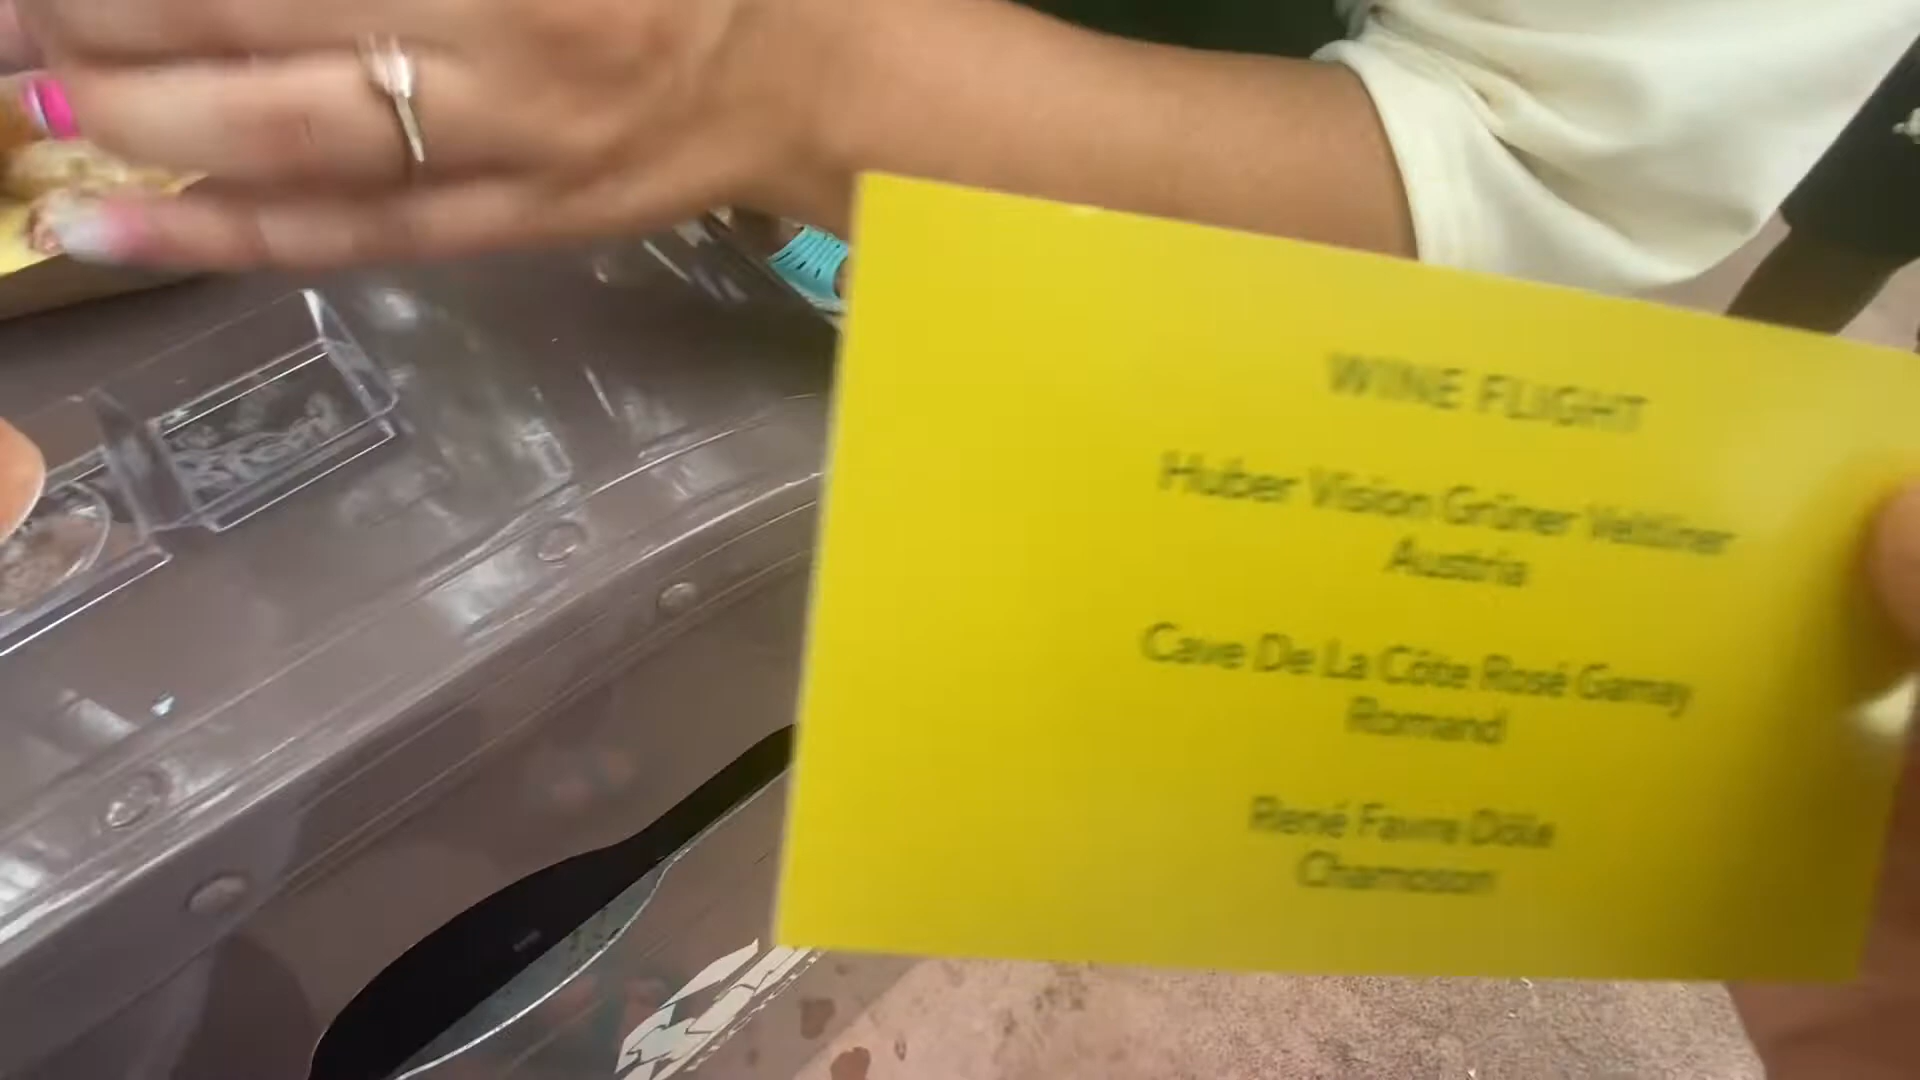 WINE FLIGHT
Huber Vision Grüner Veltliner
Austria
Cave De La Côte Rosé Gamay
Romand
René Favre Dôle
Chamoson